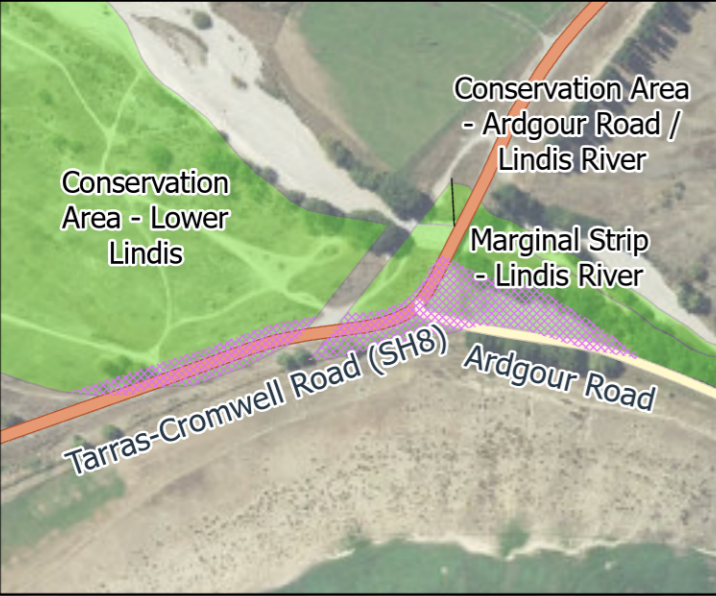 Conservation Area
- Ardgour Road /
Lindis River
Conservation
Area - Lower
Lindis
Marginal Strip
- Lindis River
Tarras-Cromwell Road (SH8)
Ardgour Road